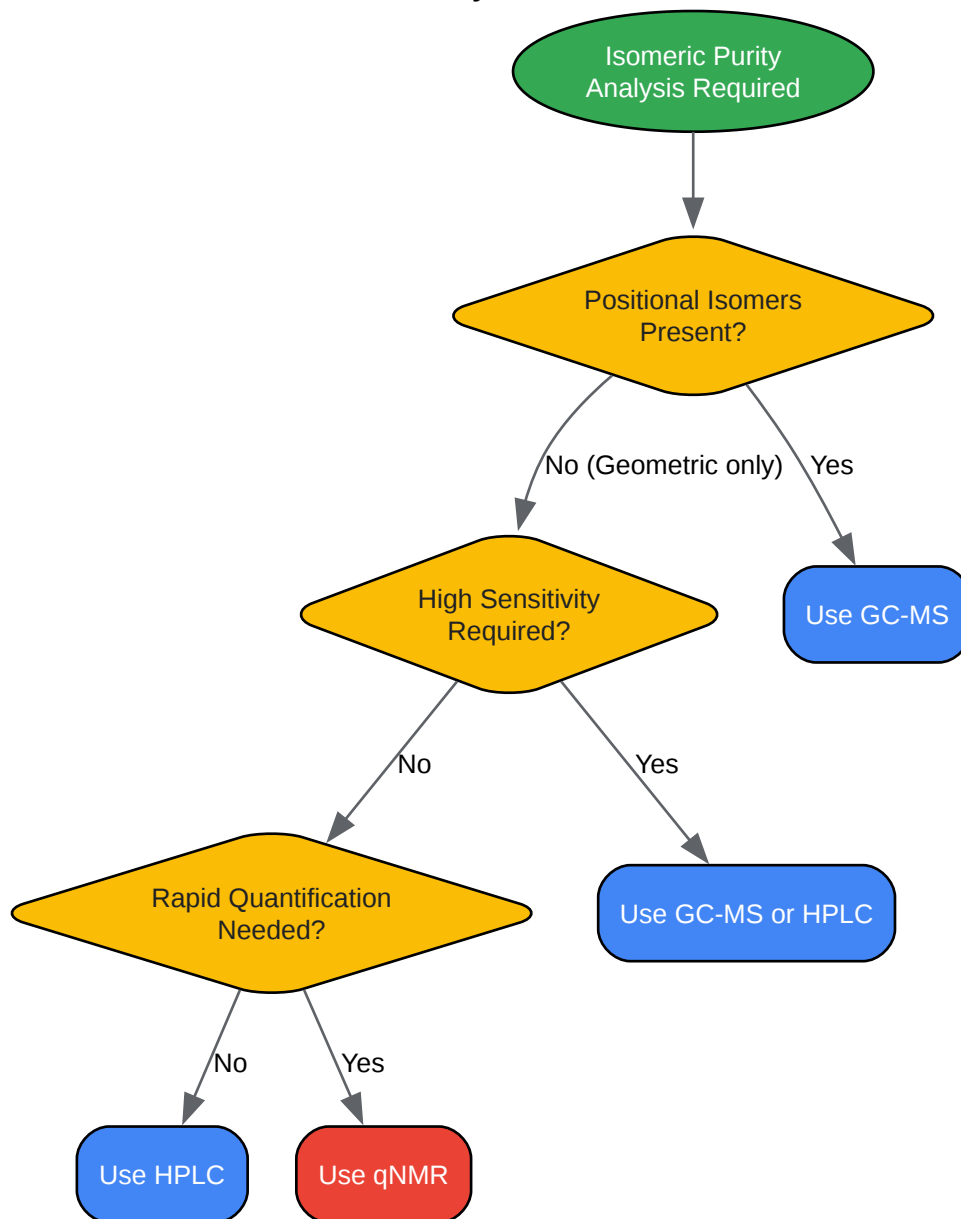 Isomeric Purity
Analysis Required
Positional Isomers
Present?
No (Geometric only)
Yes
High Sensitivity
Required?
Use GC-MS
No
Yes
Rapid Quantification
Needed?
Use GC-MS or HPLC
No
Yes
Use HPLC
Use qNMR